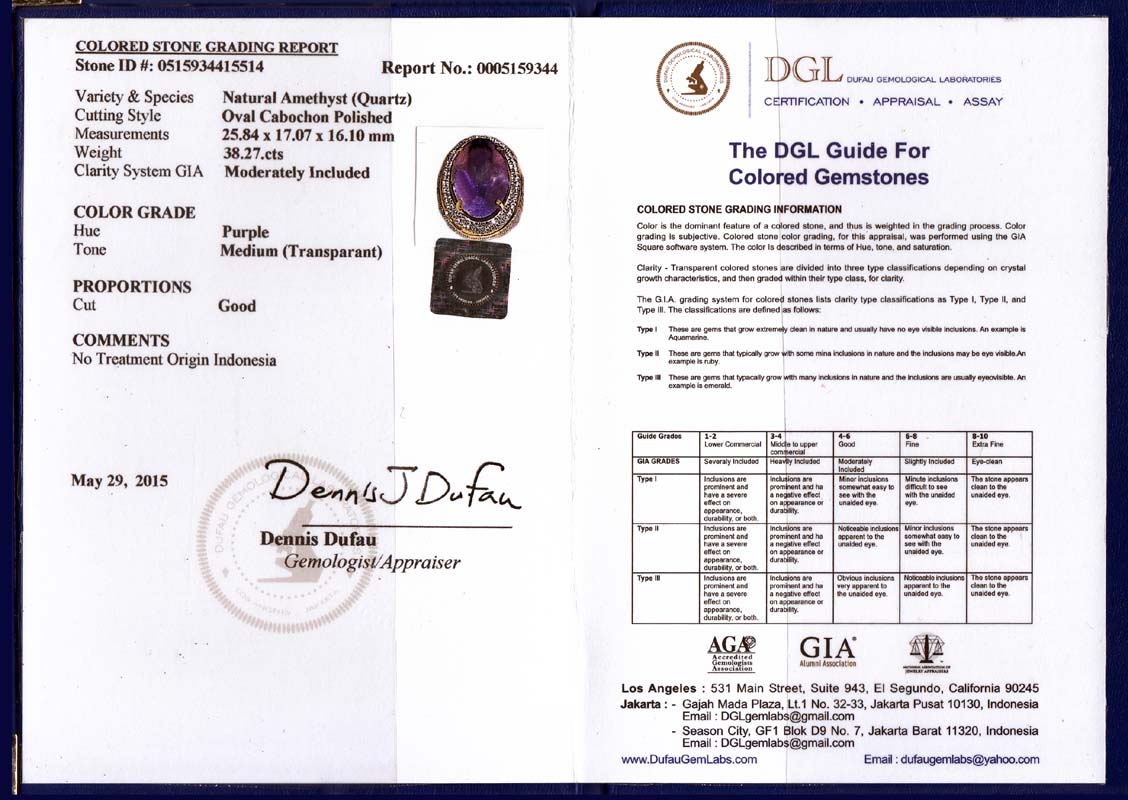 COLORED STONE GRADING REPORT
Stone ID #: 0515934415514
Report No.: 0005159344
Variety & Species Natural Amethyst (Quartz)
Cutting Style Oval Cabochon Polished
Measurements 25.84 x 17.07 x 16.10 mm
Weight 38.27.cts
Clarity System GIA Moderately Included
COLOR GRADE
Hue Purple
Tone Medium (Transparant)
PROPORTIONS
Cut Good
COMMENTS
No Treatment Origin Indonesia
May 29, 2015
Dennis J Dufau
Dennis Dufau
Gemologist/Appraiser
DUFAU GEMOLOGICAL LABORATORIES
DGL DUFAU GEMOLOGICAL LABORATORIES
CERTIFICATION • APPRAISAL • ASSAY
The DGL Guide For
Colored Gemstones
COLORED STONE GRADING INFORMATION
Color is the dominant feature of a colored stone, and thus is weighted in the grading process. Color
grading is subjective. Colored stone color grading, for this appraisal, was performed using the GIA
Square software system. The color is described in terms of Hue, tone, and saturation.
Clarity - Transparent colored stones are divided into three type classifications depending on crystal
growth characteristics, and then graded within their type class, for clarity.
The G.I.A. grading system for colored stones lists clarity type classifications as Type I, Type II, and
Type III. The classifications are defined as follows:
Type I These are gems that grow extremely clean in nature and usually have no eye visible inclusions. An example is
Aquamarine.
Type II These are gems that typically grow with some mina inclusions in nature and the inclusions may be eye visible.An
example is ruby.
Type III These are gems that typacally grow with many inclusions in nature and the inclusions are usually eyeovisible. An
example is emerald.
Guide Grades 1-2 3-4 4-6 6-8 8-10
Lower Commercial Middle to upper Good Fine Extra Fine
commercial
GIA GRADES Severaly Included Heavily Included Moderately Slightly Included Eye-clean
Included
Type I Inclusions are Inclusions are Minor inclusions Minute inclusions The stone appears
prominent and prominent and ha somewhat easy to difficult to see clean to the
have a severe a negative effect see with the with the unaided unaided eye.
effect on on appearance or unaided eye. eye.
appearance, durability.
durability, or both.
Type II Inclusions are Inclusions are Noticeable inclusions Minor inclusions The stone appears
prominent and prominent and ha apparent to the somewhat easy to clean to the
have a severe a negative effect unaided eye. see with the unaided eye.
effect on on appearance or unaided eye.
appearance, durability.
durability, or both.
Type III Inclusions are Inclusions are Obvious inclusions Noticeable inclusions The stone appears
prominent and prominent and ha very apparent to apparent to the clean to the
have a severe a negative effect the unaided eye. unaided eye. unaided eye.
effect on on appearance or
appearance, durability.
durability, or both.
AGA
Accredited
Gemologists
Association
GIA
Alumni Association
NATIONAL ASSOCIATION OF
JEWELRY APPRAISERS
Los Angeles : 531 Main Street, Suite 943, El Segundo, California 90245
Jakarta : - Gajah Mada Plaza, Lt.1 No. 32-33, Jakarta Pusat 10130, Indonesia
Email : DGLgemlabs@gmail.com
- Season City, GF1 Blok D9 No. 7, Jakarta Barat 11320, Indonesia
Email : DGLgemlabs@gmail.com
www.DufauGemLabs.com
Email : dufaugemlabs@yahoo.com